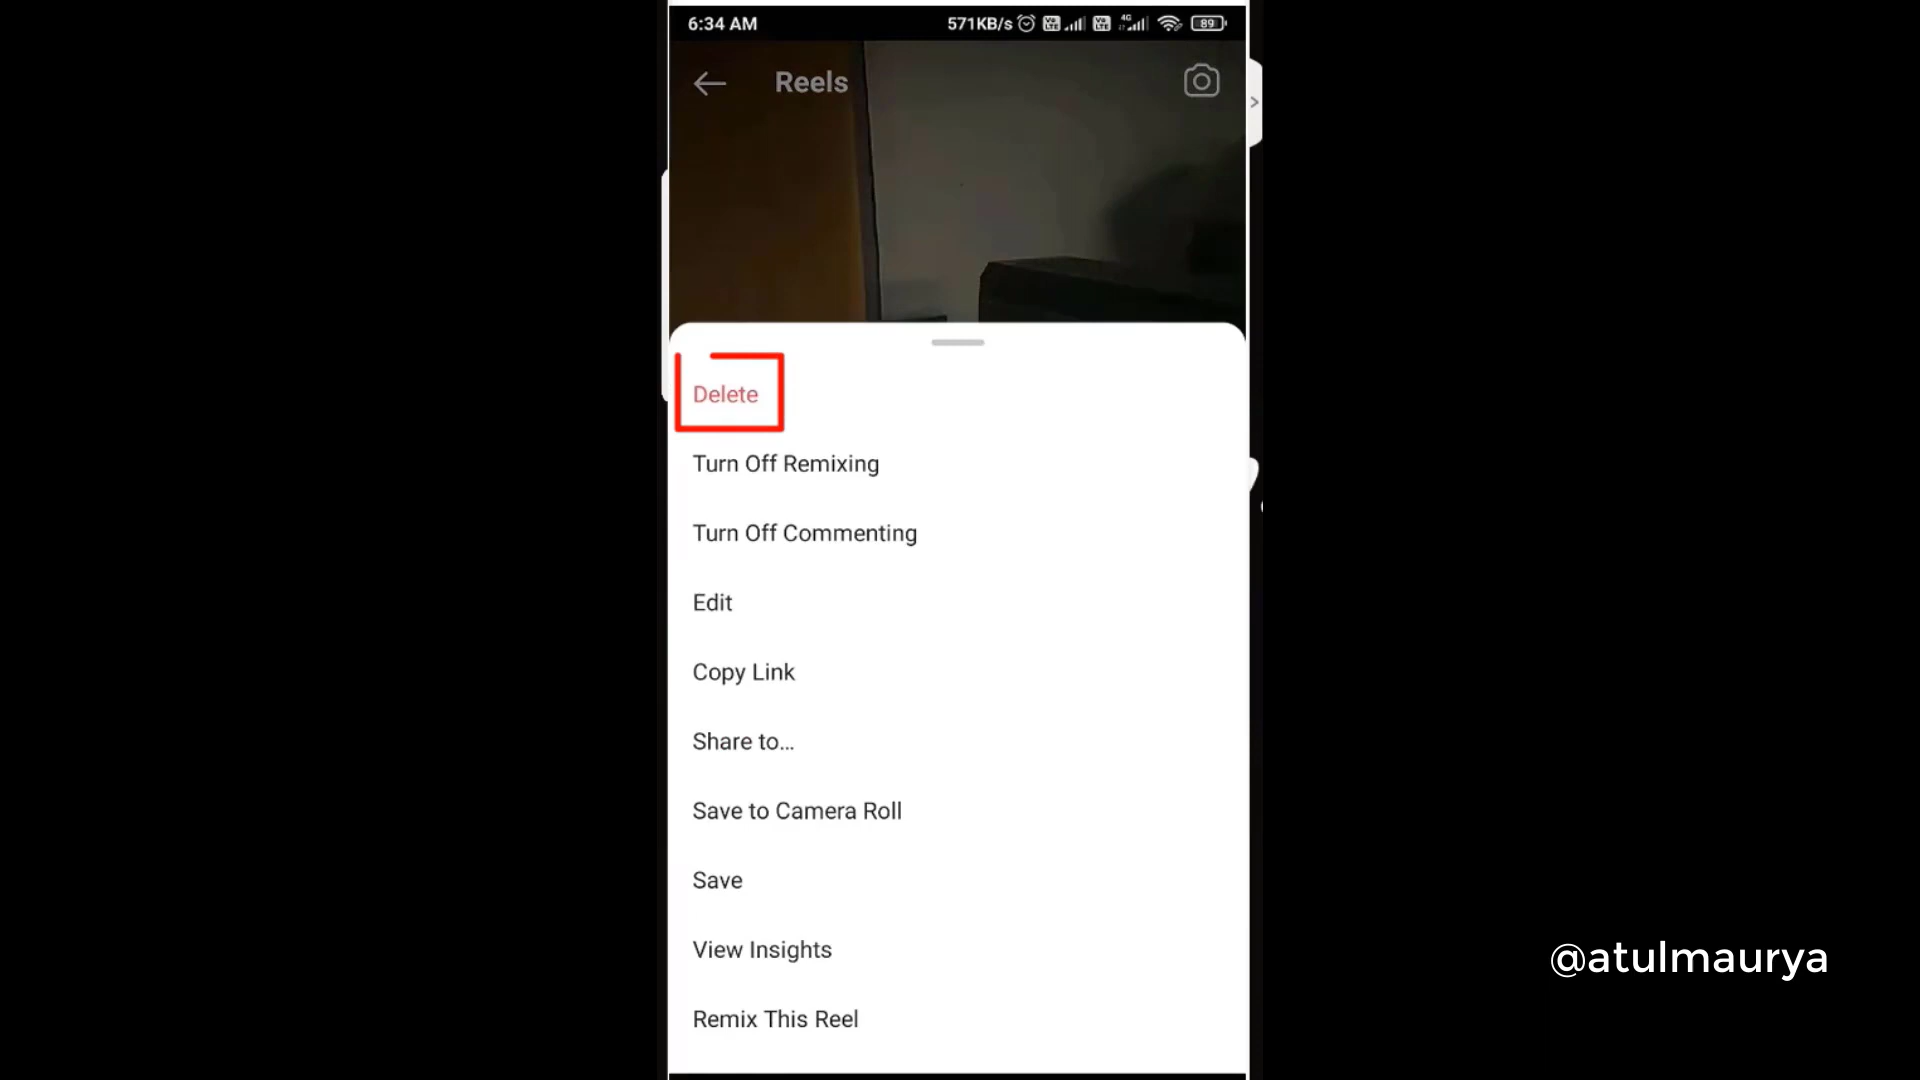 6:34 AM 571KB/s 4G 89
Reels
Delete
Turn Off Remixing
Turn Off Commenting
Edit
Copy Link
Share to...
Save to Camera Roll
Save
View Insights
Remix This Reel
@atulmaurya